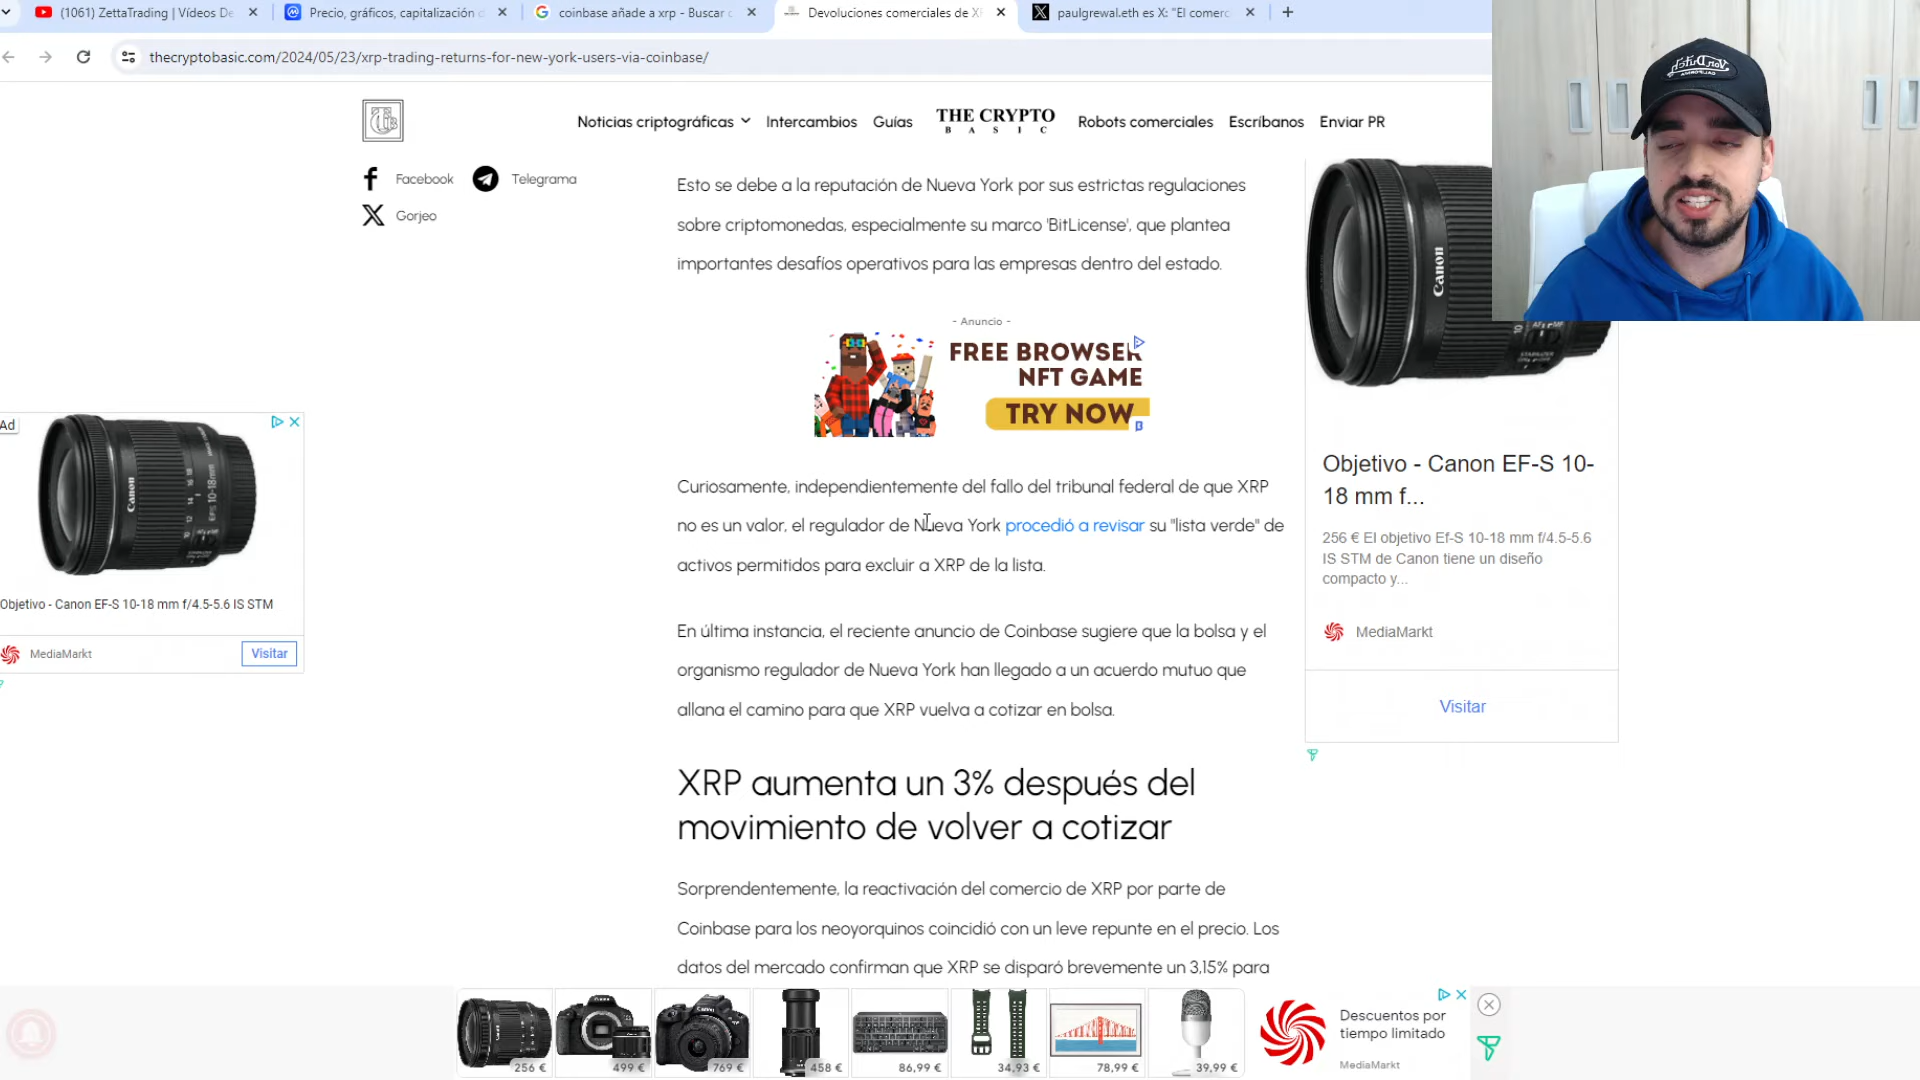 (1061) ZettaTrading | Vídeos De
Precio, gráficos, capitalización d
coinbase añade a xrp - Buscar c
Devoluciones comerciales de XR
paulgrewal.eth es X: "El comerc
thecryptobasic.com/2024/05/23/xrp-trading-returns-for-new-york-users-via-coinbase/
Noticias criptográficas
Intercambios
Guías
THE CRYPTO
BASIC
Robots comerciales
Escríbanos
Enviar PR
Facebook
Telegrama
Gorjeo
Esto se debe a la reputación de Nueva York por sus estrictas regulaciones
sobre criptomonedas, especialmente su marco 'BitLicense', que plantea
importantes desafíos operativos para las empresas dentro del estado.
- Anuncio -
FREE BROWSER
NFT GAME
TRY NOW
Curiosamente, independientemente del fallo del tribunal federal de que XRP
no es un valor, el regulador de Nueva York procedió a revisar su "lista verde" de
activos permitidos para excluir a XRP de la lista.
En última instancia, el reciente anuncio de Coinbase sugiere que la bolsa y el
organismo regulador de Nueva York han llegado a un acuerdo mutuo que
allana el camino para que XRP vuelva a cotizar en bolsa.
XRP aumenta un 3% después del
movimiento de volver a cotizar
Sorprendentemente, la reactivación del comercio de XRP por parte de
Coinbase para los neoyorquinos coincidió con un leve repunte en el precio. Los
datos del mercado confirman que XRP se disparó brevemente un 3,15% para
Ad
Canon
Objetivo - Canon EF-S 10-18 mm f/4.5-5.6 IS STM
MediaMarkt
Visitar
Canon
Objetivo - Canon EF-S 10-
18 mm f...
256 € El objetivo Ef-S 10-18 mm f/4.5-5.6
IS STM de Canon tiene un diseño
compacto y...
MediaMarkt
Visitar
256 €
499 €
769 €
458 €
86,99 €
34,93 €
78,99 €
39,99 €
Descuentos por
tiempo limitado
MediaMarkt